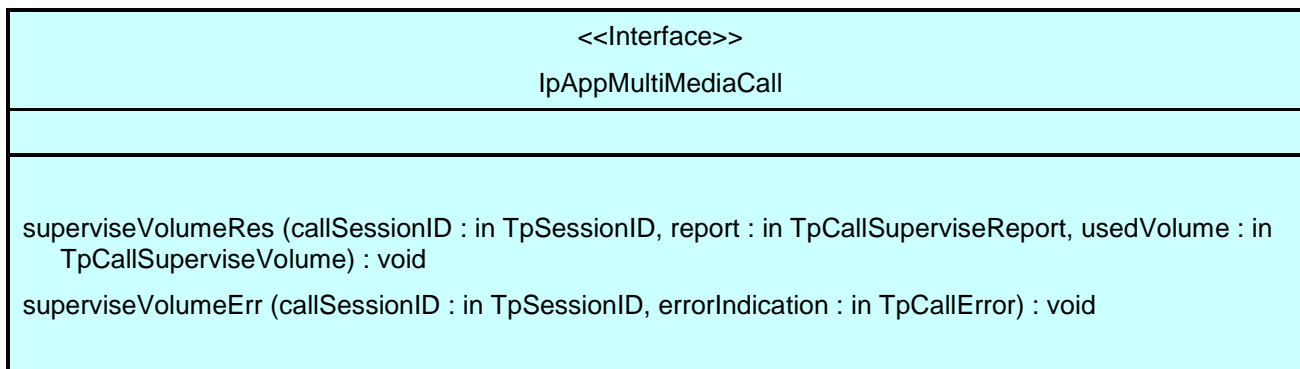 <<Interface>>
IpAppMultiMediaCall
superviseVolumeRes (callSessionID : in TpSessionID, report : in TpCallSuperviseReport, usedVolume : in
TpCallSuperviseVolume) : void
superviseVolumeErr (callSessionID : in TpSessionID, errorIndication : in TpCallError) : void